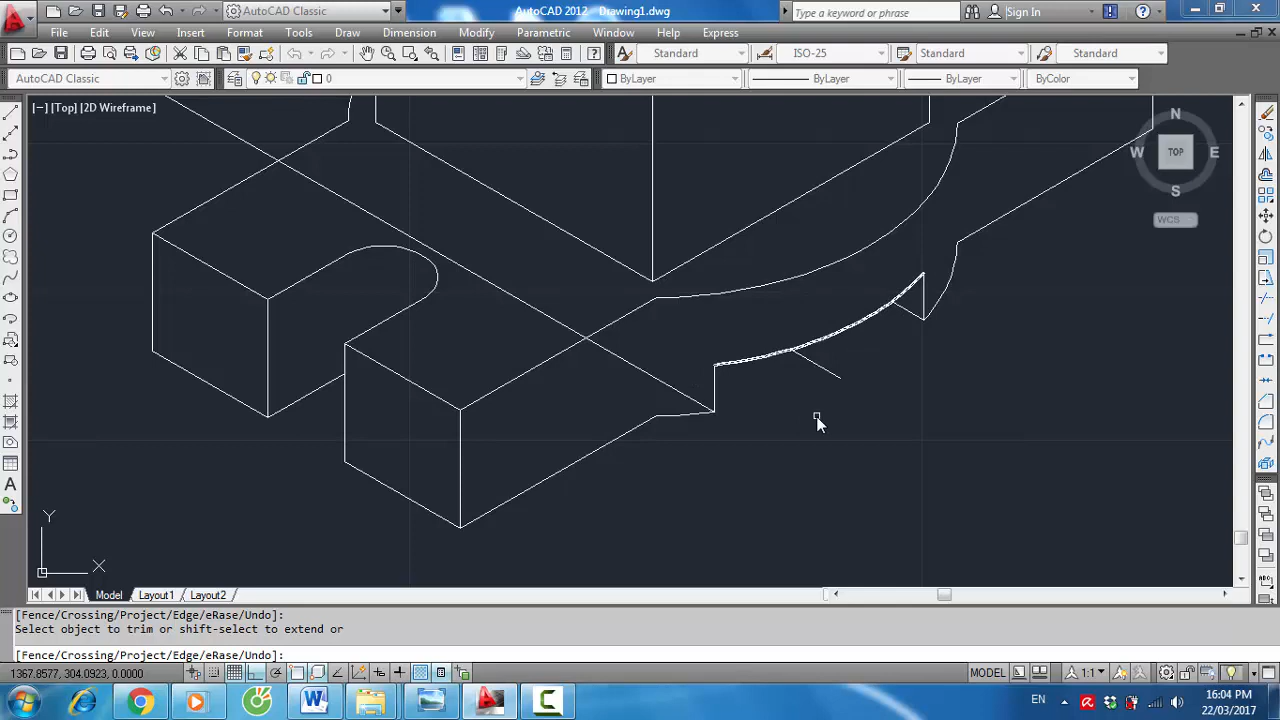 AutoCAD Classic
AutoCAD 2012 Drawing1.dwg
Type a keyword or phrase
Sign In
File Edit View Insert Format Tools Draw Dimension Modify Parametric Window Help Express
Standard ISO-25 Standard Standard
AutoCAD Classic 0 ByLayer ByLayer ByLayer ByColor
[−] [Top] [2D Wireframe]
N
W TOP E
S
WCS
A
Y
X
Model Layout1 Layout2
[Fence/Crossing/Project/Edge/eRase/Undo]:
Select object to trim or shift-select to extend or
[Fence/Crossing/Project/Edge/eRase/Undo]:
1367.8577, 304.0923, 0.0000 MODEL 1:1
EN 16:04 PM
22/03/2017